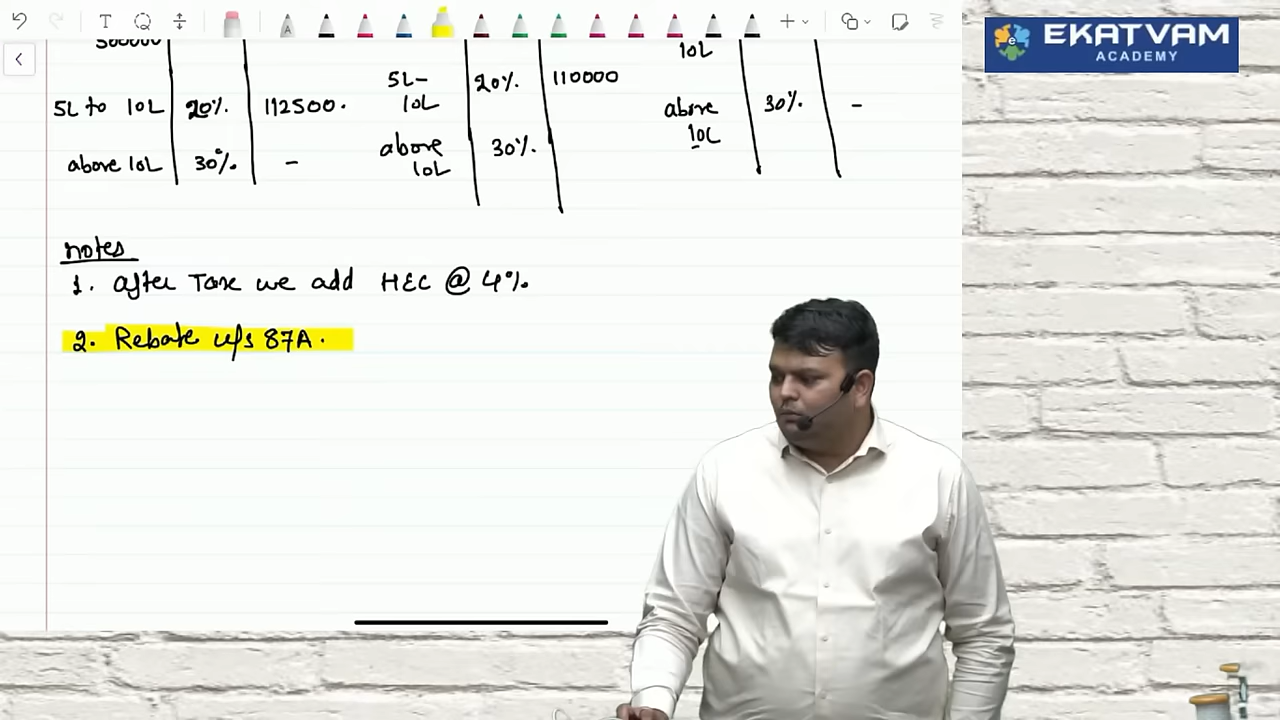 EKATVAM
ACADEMY
500000
5L to 10L 20% 112500.
above 10L 30% -
5L-
10L 20% 110000
above
10L 30%.
10L
above
10L 30%. -
notes
1. after Tax we add HEC @ 4%.
2. Rebate u/s 87A.